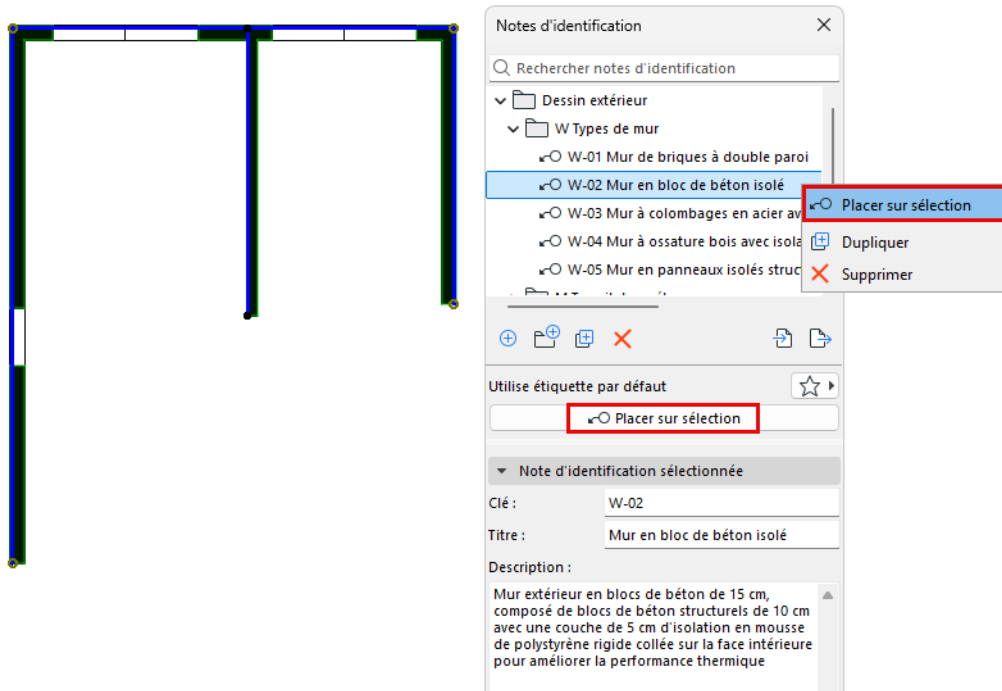 Notes d'identification
Rechercher notes d'identification
Dessin extérieur
W Types de mur
W-01 Mur de briques à double paroi
W-02 Mur en bloc de béton isolé
W-03 Mur à colombages en acier av
W-04 Mur à ossature bois avec isola
W-05 Mur en panneaux isolés struc
Placer sur sélection
Dupliquer
Supprimer
Utilise étiquette par défaut
Placer sur sélection
Note d'identification sélectionnée
Clé :
W-02
Titre :
Mur en bloc de béton isolé
Description :
Mur extérieur en blocs de béton de 15 cm,
composé de blocs de béton structurels de 10 cm
avec une couche de 5 cm d'isolation en mousse
de polystyrène rigide collée sur la face intérieure
pour améliorer la performance thermique